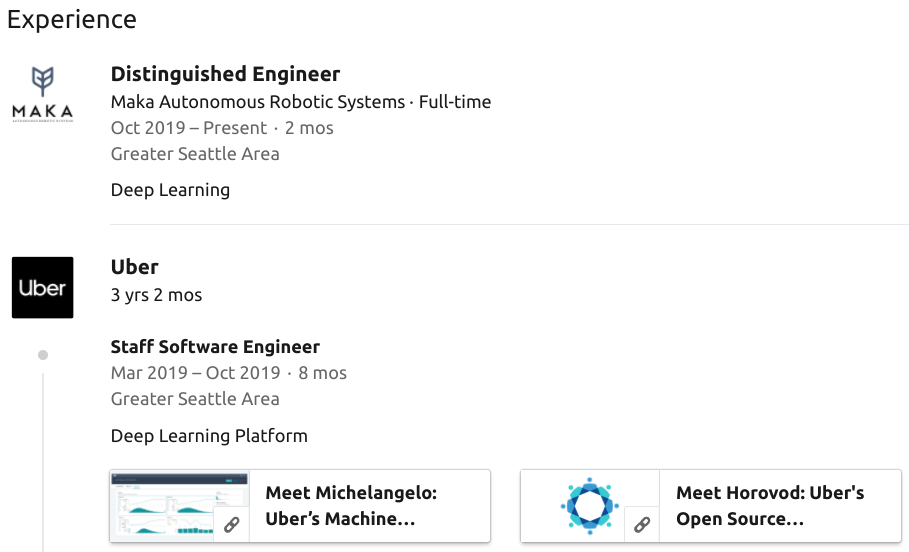 Experience
MAKA
Distinguished Engineer
Maka Autonomous Robotic Systems · Full-time
Oct 2019 – Present · 2 mos
Greater Seattle Area
Deep Learning
Uber
Uber
3 yrs 2 mos
Staff Software Engineer
Mar 2019 – Oct 2019 · 8 mos
Greater Seattle Area
Deep Learning Platform
Meet Michelangelo:
Uber’s Machine...
Meet Horovod: Uber's
Open Source...